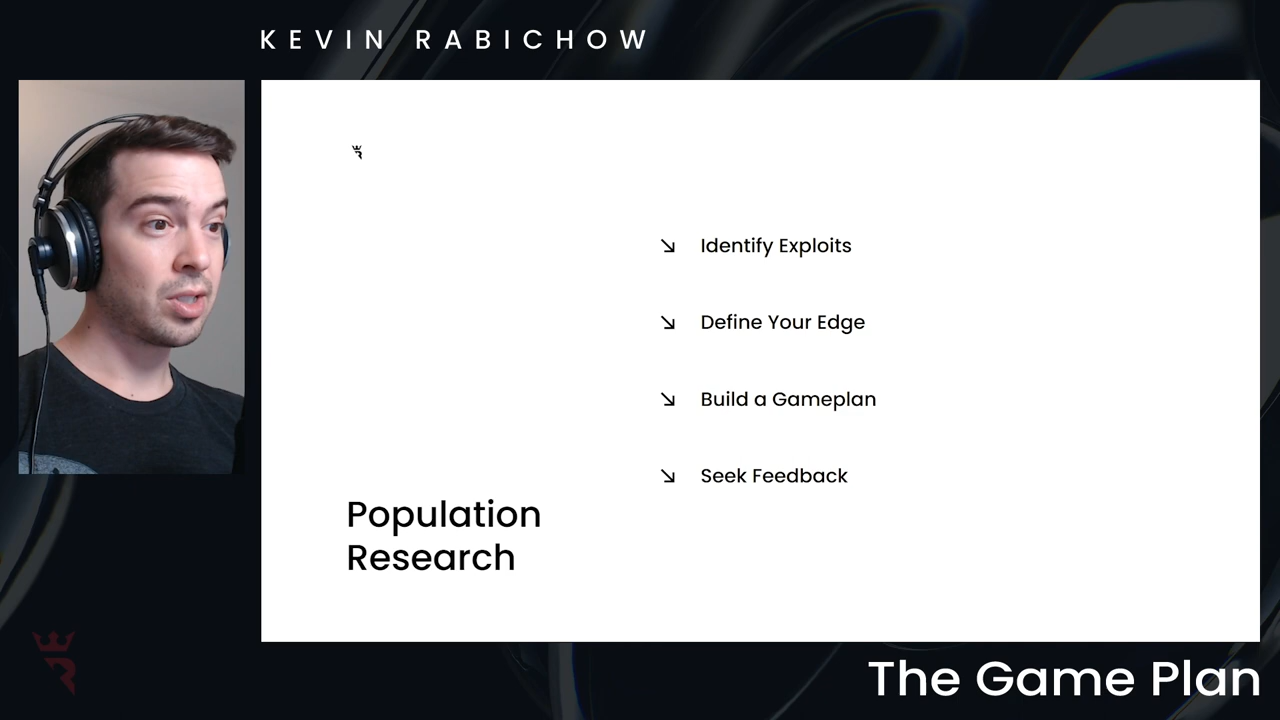 KEVIN RABICHOW
Identify Exploits
Define Your Edge
Build a Gameplan
Seek Feedback
Population
Research
The Game Plan